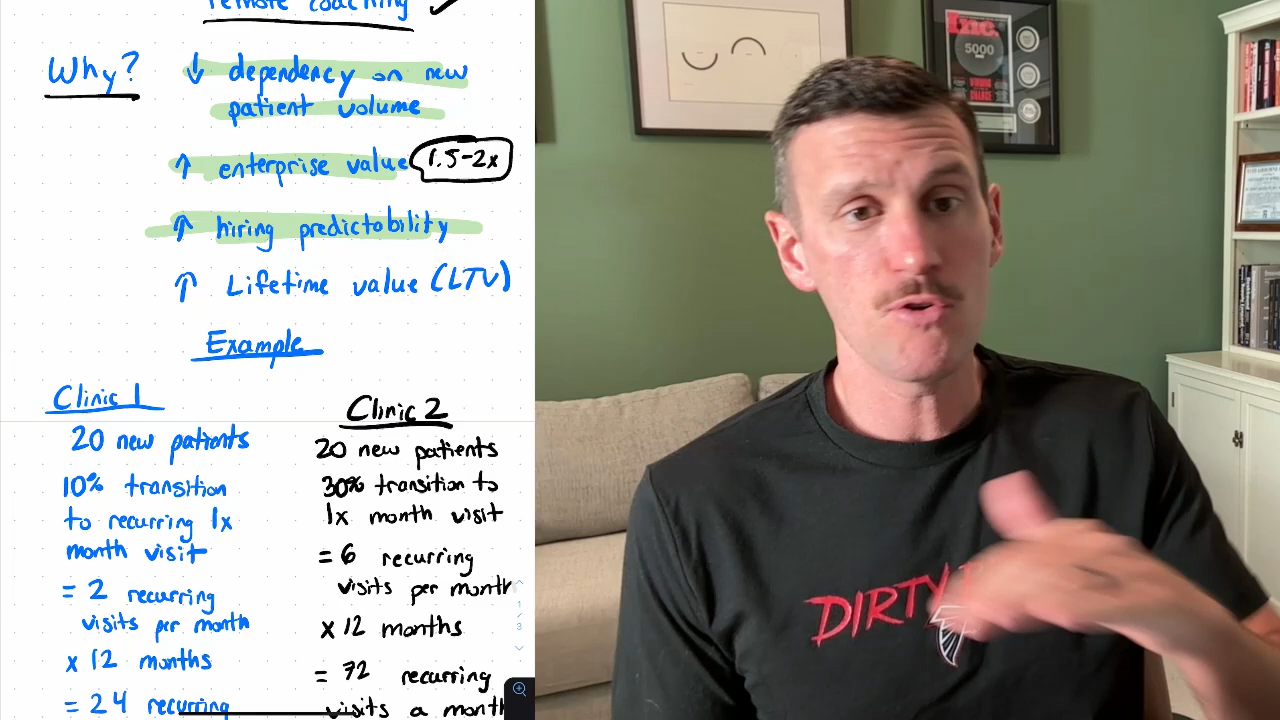 remote coaching
Why?
↓ dependency on new
patient volume
↑ enterprise value 1.5-2x
↑ hiring predictability
↑ Lifetime value (LTV)
Example
Clinic 1
20 new patients
10% transition
to recurring 1x
month visit
= 2 recurring
visits per month
x 12 months
= 24 recurring
Clinic 2
20 new patients
30% transition to
1x month visit
= 6 recurring
visits per month
x 12 months
= 72 recurring
visits a month
1
/
3
Inc.
5000
DIRTY